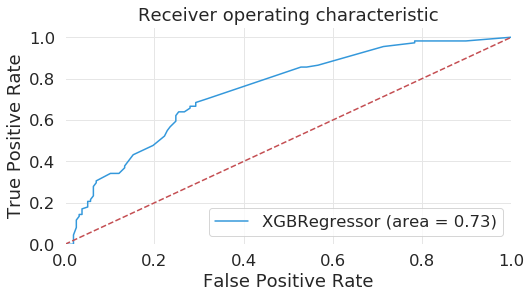 Receiver operating characteristic
True Positive Rate
1.0
0.8
0.6
0.4
0.2
0.0
XGBRegressor (area = 0.73)
0.0 0.2 0.4 0.6 0.8 1.0
False Positive Rate